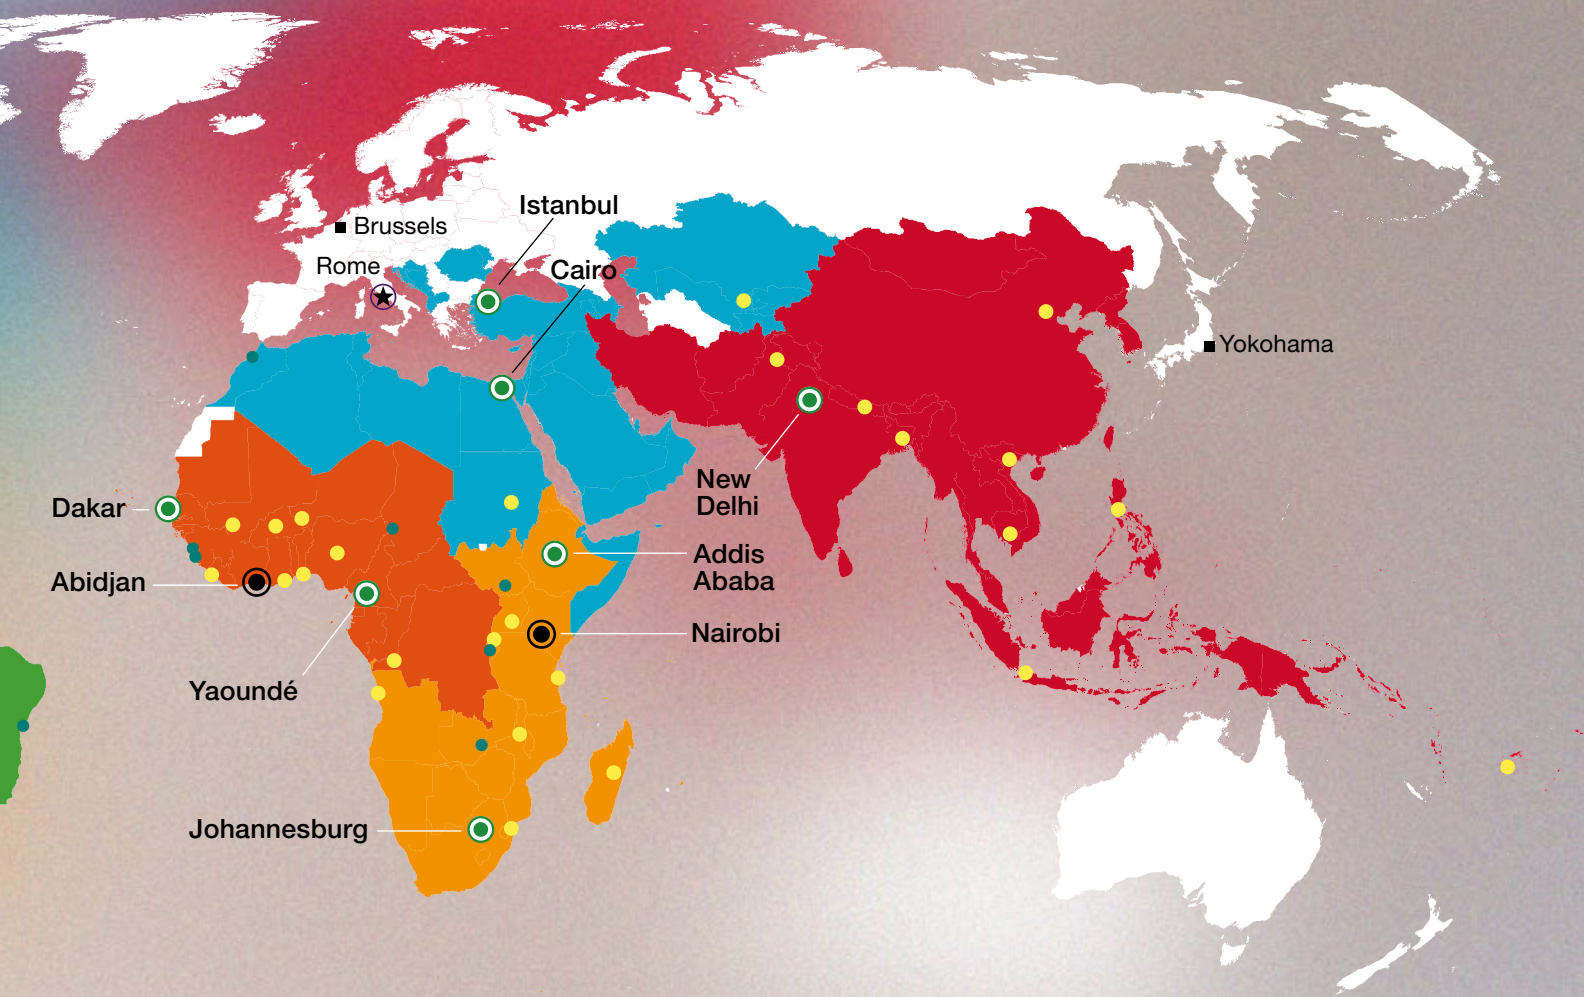 Istanbul
Brussels
Cairo
Rome
Yokohama
New
Delhi
Dakar
Addis
Ababa
Abidjan
Nairobi
Yaoundé
Johannesburg